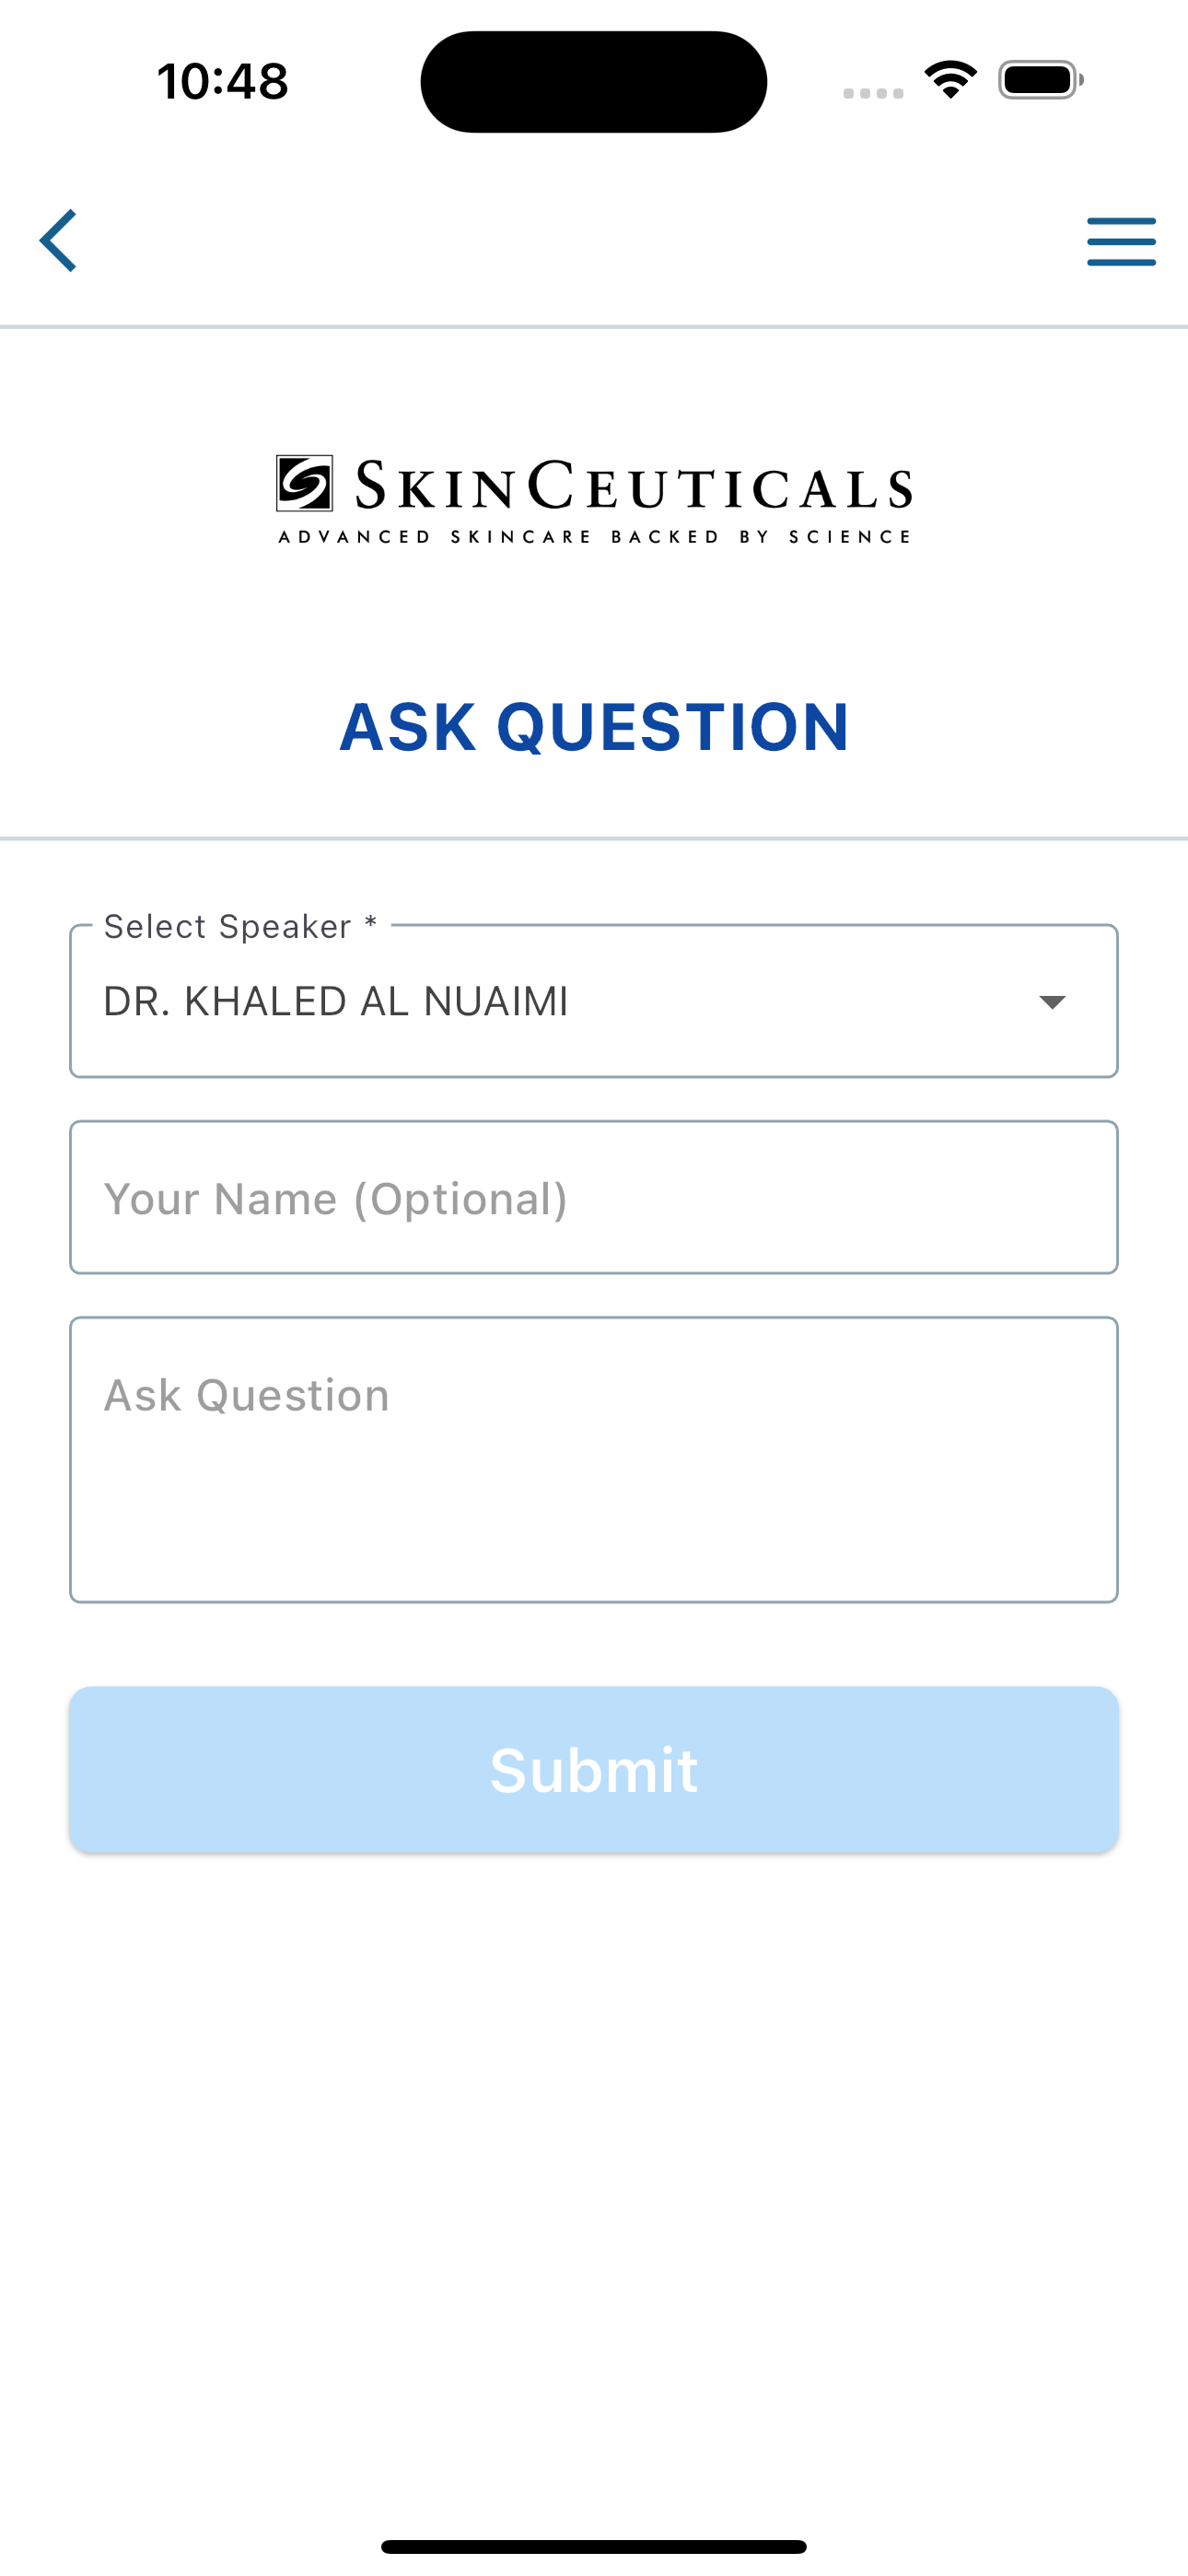 10:48
SKINCEUTICALS
ADVANCED SKINCARE BACKED BY SCIENCE
ASK QUESTION
Select Speaker *
DR. KHALED AL NUAIMI
Your Name (Optional)
Ask Question
Submit